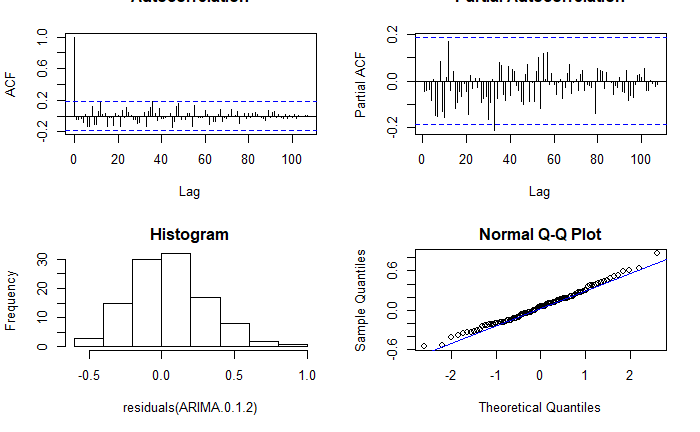 Autocorrelation
Partial Autocorrelation
ACF
-0.2 0.2 0.6 1.0
0 20 40 60 80 100
Lag
Partial ACF
-0.2 0.0 0.2
0 20 40 60 80 100
Lag
Histogram
Frequency
0 10 20 30
-0.5 0.0 0.5 1.0
residuals(ARIMA.0.1.2)
Normal Q-Q Plot
Sample Quantiles
-0.6 0.0 0.6
-2 -1 0 1 2
Theoretical Quantiles